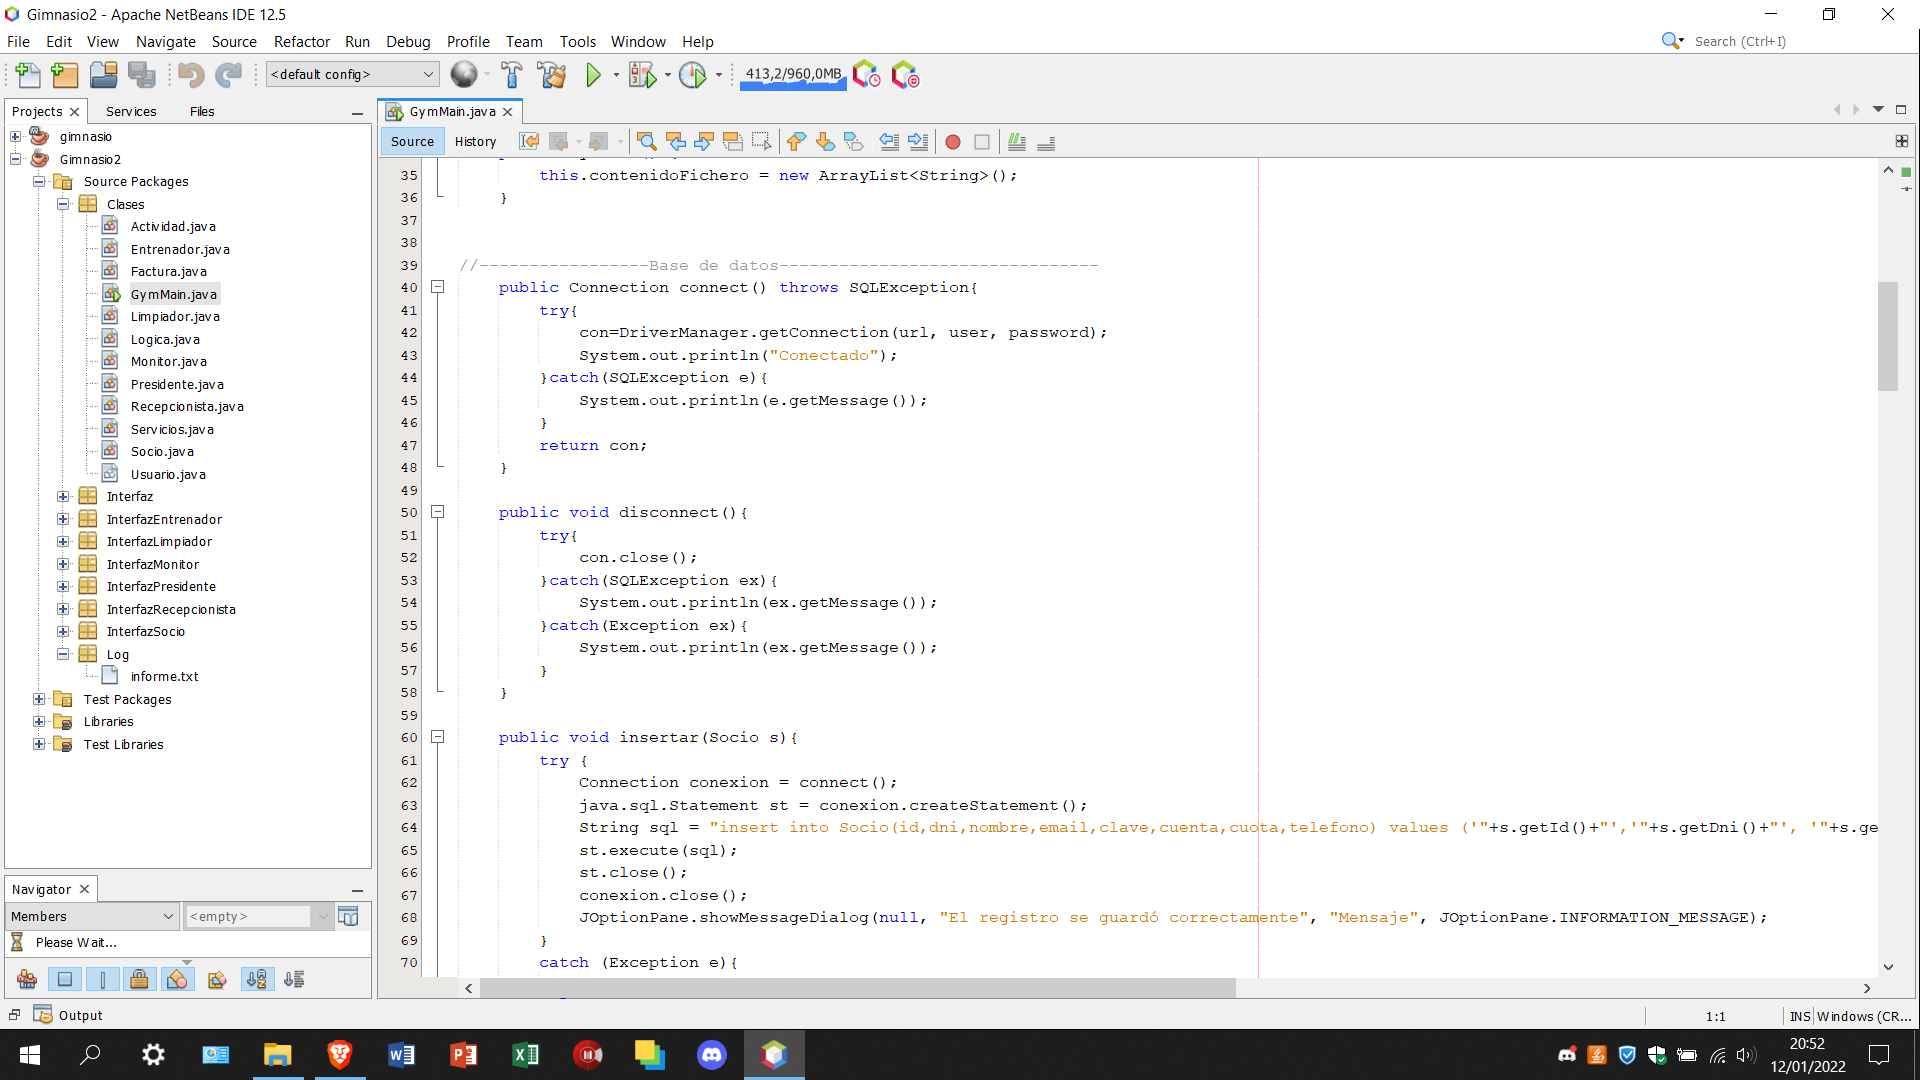 Gimnasio2 - Apache NetBeans IDE 12.5
File Edit View Navigate Source Refactor Run Debug Profile Team Tools Window Help
Search (Ctrl+I)
<default config>
413,2/960,0MB
Projects Services Files
gimnasio
Gimnasio2
Source Packages
Clases
Actividad.java
Entrenador.java
Factura.java
GymMain.java
Limpiador.java
Logica.java
Monitor.java
Presidente.java
Recepcionista.java
Servicios.java
Socio.java
Usuario.java
Interfaz
InterfazEntrenador
InterfazLimpiador
InterfazMonitor
InterfazPresidente
InterfazRecepcionista
InterfazSocio
Log
informe.txt
Test Packages
Libraries
Test Libraries
Navigator
Members
<empty>
Please Wait...
GymMain.java
Source History
35 this.contenidoFichero = new ArrayList<String>();
36 }
37
38
39 //-----------------Base de datos--------------------------------
40 public Connection connect() throws SQLException{
41 try{
42 con=DriverManager.getConnection(url, user, password);
43 System.out.println("Conectado");
44 }catch(SQLException e){
45 System.out.println(e.getMessage());
46 }
47 return con;
48 }
49
50 public void disconnect(){
51 try{
52 con.close();
53 }catch(SQLException ex){
54 System.out.println(ex.getMessage());
55 }catch(Exception ex){
56 System.out.println(ex.getMessage());
57 }
58 }
59
60 public void insertar(Socio s){
61 try {
62 Connection conexion = connect();
63 java.sql.Statement st = conexion.createStatement();
64 String sql = "insert into Socio(id,dni,nombre,email,clave,cuenta,cuota,telefono) values ('"+s.getId()+"','"+s.getDni()+"', '"+s.ge
65 st.execute(sql);
66 st.close();
67 conexion.close();
68 JOptionPane.showMessageDialog(null, "El registro se guardó correctamente", "Mensaje", JOptionPane.INFORMATION_MESSAGE);
69 }
70 catch (Exception e){
Output
1:1
INS Windows (CR...
20:52
12/01/2022